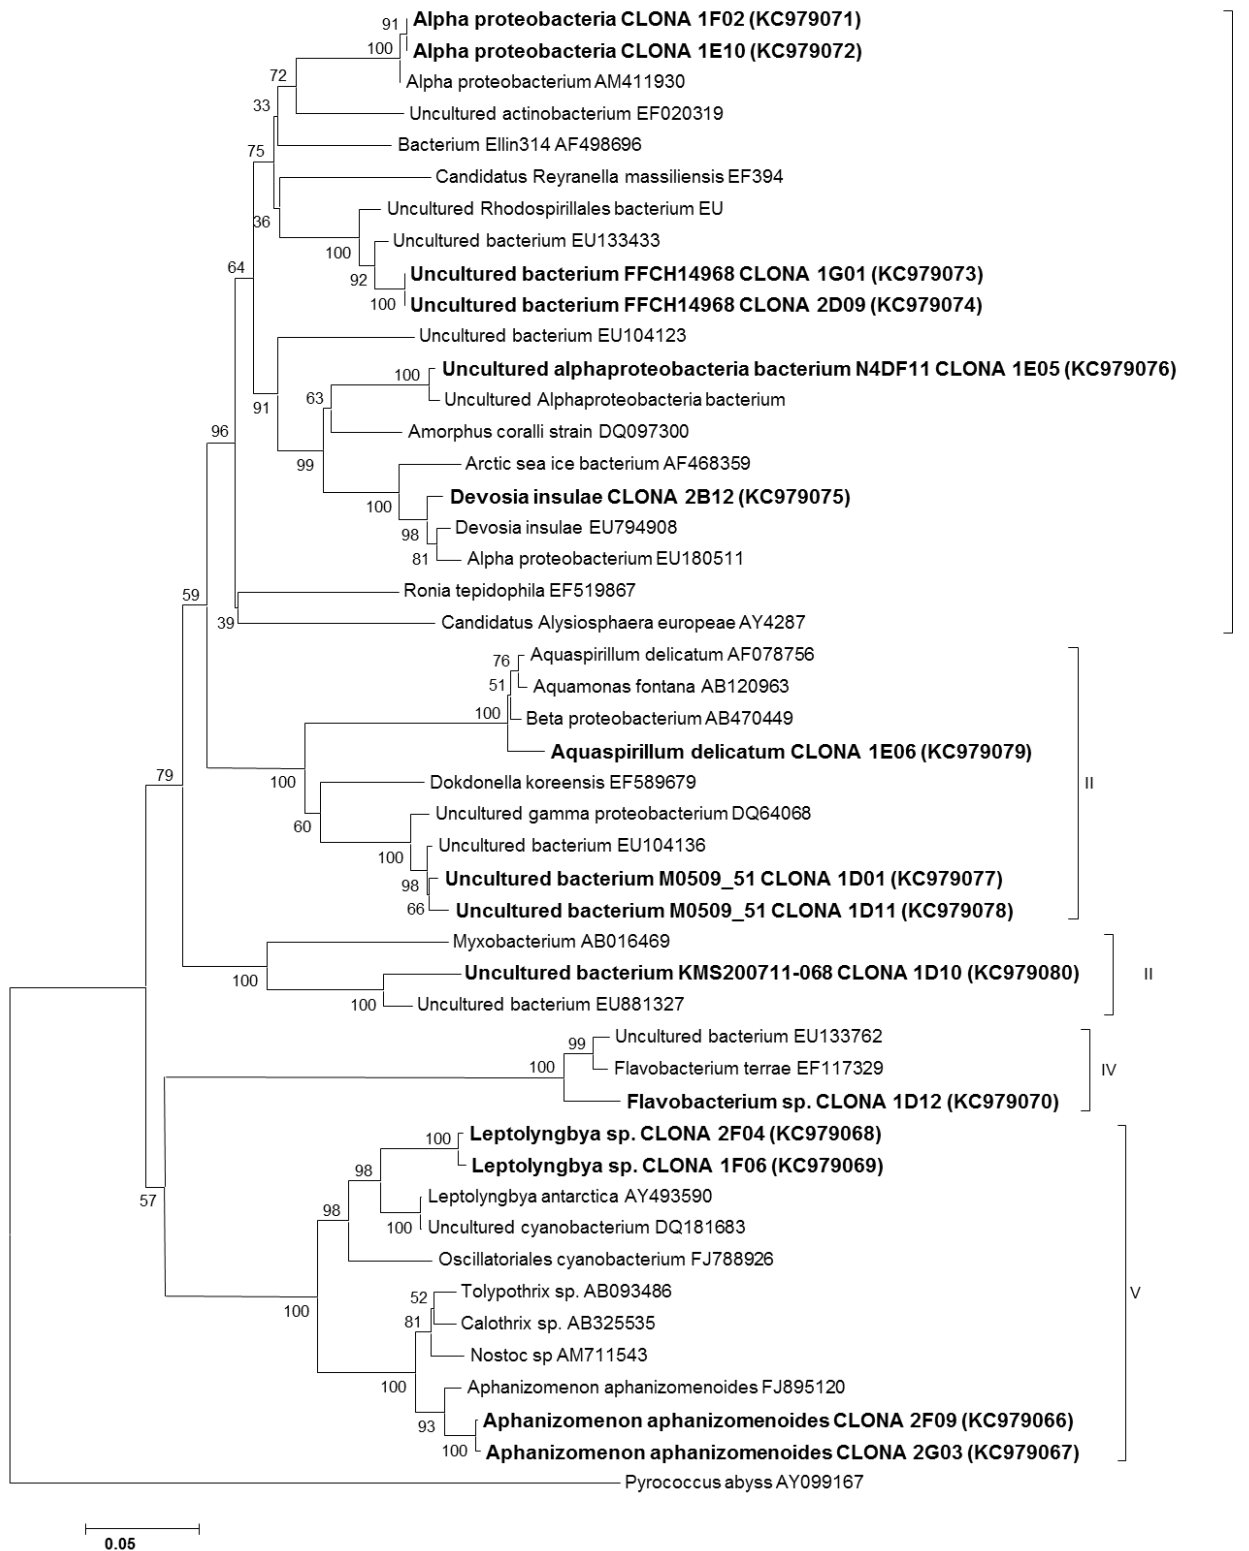 91 Alpha proteobacteria CLONA 1F02 (KC979071)
100 Alpha proteobacteria CLONA 1E10 (KC979072)
72 Alpha proteobacterium AM411930
33 Uncultured actinobacterium EF020319
75 Bacterium Ellin314 AF498696
Candidatus Reyranella massiliensis EF394
36 Uncultured Rhodospirillales bacterium EU
100 Uncultured bacterium EU133433
64 92 Uncultured bacterium FFCH14968 CLONA 1G01 (KC979073)
100 Uncultured bacterium FFCH14968 CLONA 2D09 (KC979074)
Uncultured bacterium EU104123
100 Uncultured alphaproteobacteria bacterium N4DF11 CLONA 1E05 (KC979076)
91 63 Uncultured Alphaproteobacteria bacterium
96 Amorphus coralli strain DQ097300
99 Arctic sea ice bacterium AF468359
100 Devosia insulae CLONA 2B12 (KC979075)
98 Devosia insulae EU794908
81 Alpha proteobacterium EU180511
59 Ronia tepidophila EF519867
39 Candidatus Alysiosphaera europeae AY4287
76 Aquaspirillum delicatum AF078756
51 Aquamonas fontana AB120963
100 Beta proteobacterium AB470449
Aquaspirillum delicatum CLONA 1E06 (KC979079)
79 100 Dokdonella koreensis EF589679 II
60 Uncultured gamma proteobacterium DQ64068
100 Uncultured bacterium EU104136
98 Uncultured bacterium M0509_51 CLONA 1D01 (KC979077)
66 Uncultured bacterium M0509_51 CLONA 1D11 (KC979078)
Myxobacterium AB016469
100 Uncultured bacterium KMS200711-068 CLONA 1D10 (KC979080) II
100 Uncultured bacterium EU881327
99 Uncultured bacterium EU133762
100 Flavobacterium terrae EF117329 IV
Flavobacterium sp. CLONA 1D12 (KC979070)
100 Leptolyngbya sp. CLONA 2F04 (KC979068)
98 Leptolyngbya sp. CLONA 1F06 (KC979069)
57 98 Leptolyngbya antarctica AY493590
100 Uncultured cyanobacterium DQ181683
Oscillatoriales cyanobacterium FJ788926
52 Tolypothrix sp. AB093486 V
100 81 Calothrix sp. AB325535
Nostoc sp AM711543
100 Aphanizomenon aphanizomenoides FJ895120
93 Aphanizomenon aphanizomenoides CLONA 2F09 (KC979066)
100 Aphanizomenon aphanizomenoides CLONA 2G03 (KC979067)
Pyrococcus abyss AY099167
0.05